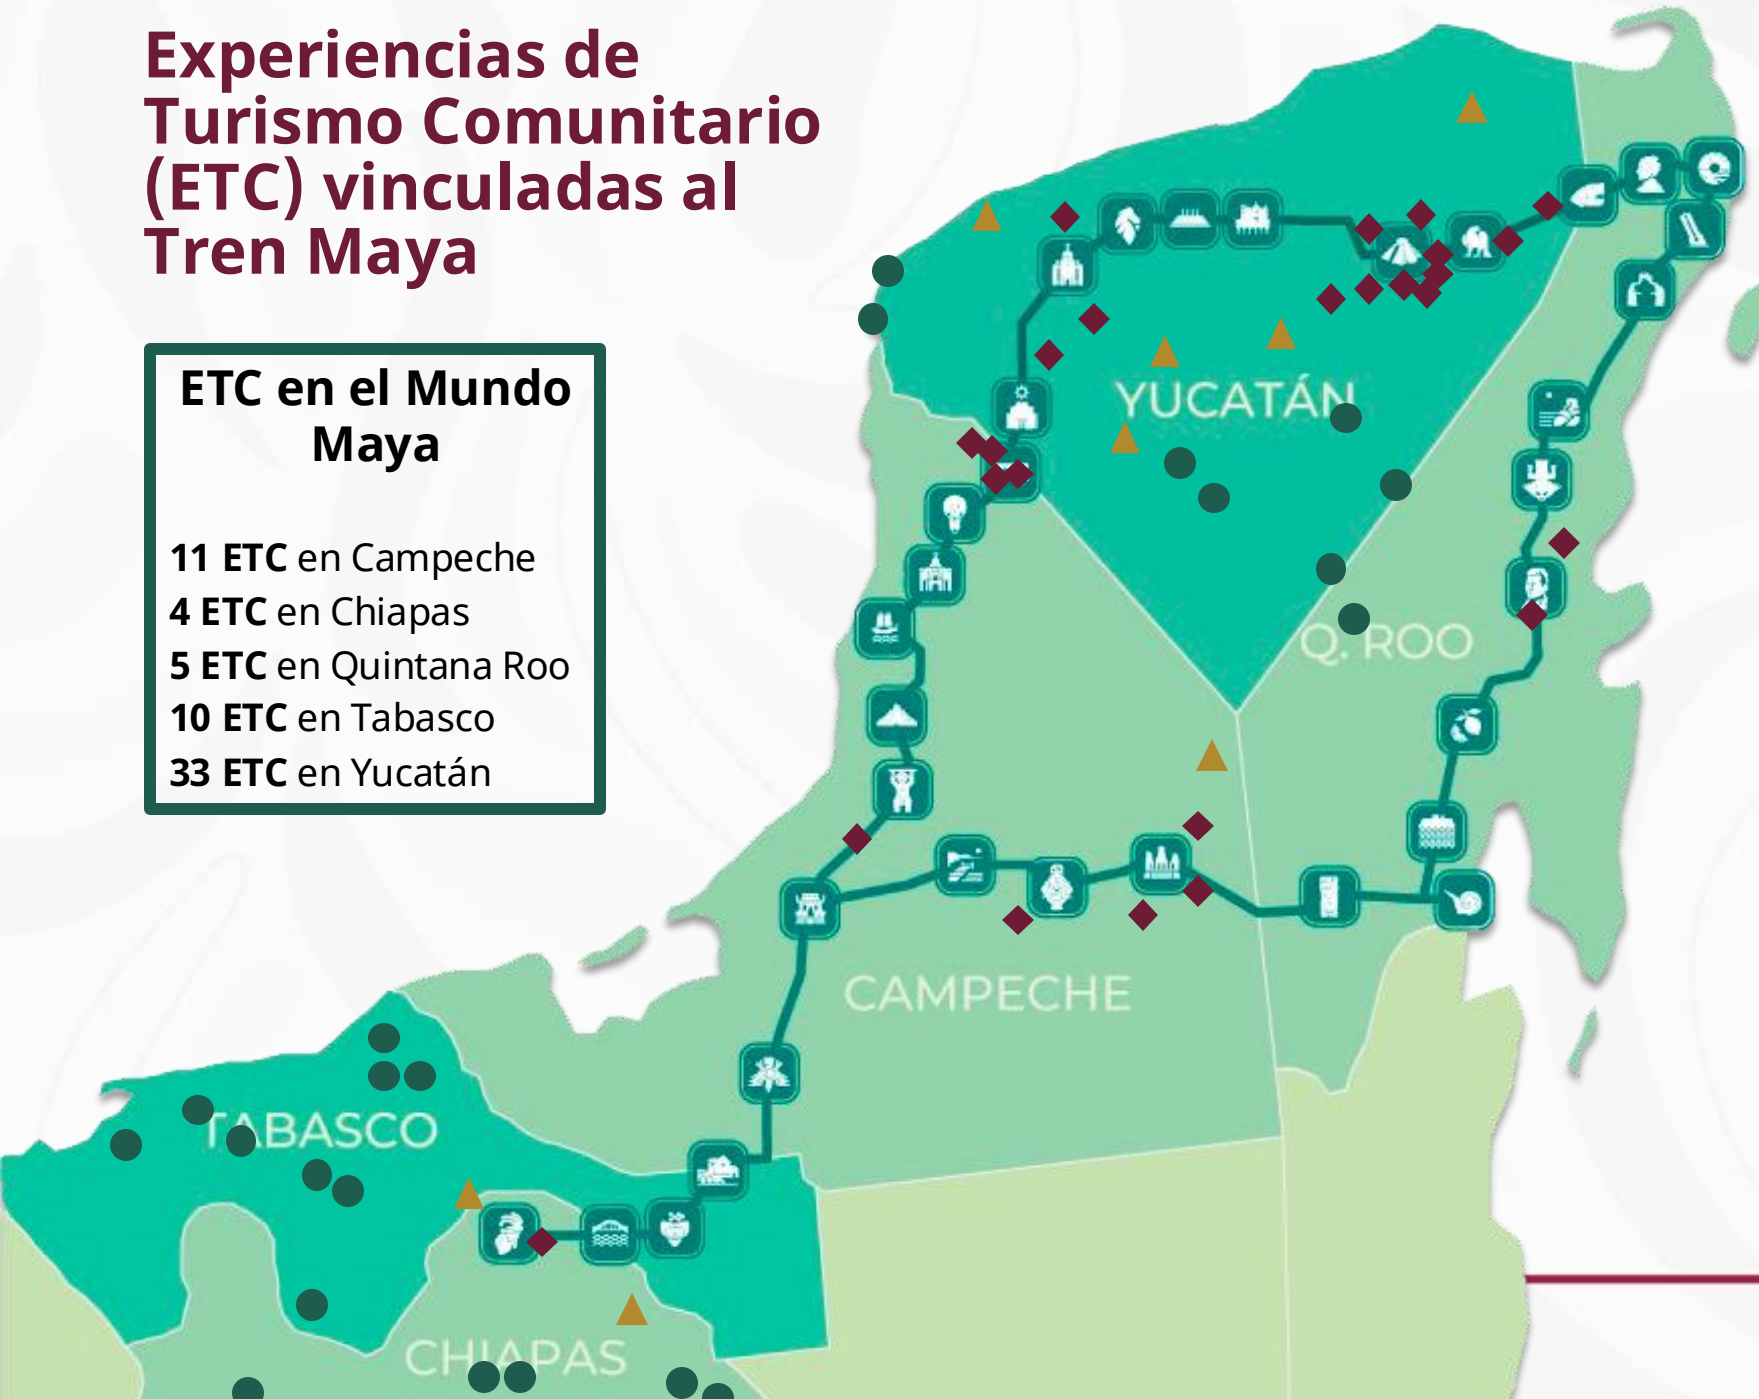 Experiencias de
Turismo Comunitario
(ETC) vinculadas al
Tren Maya
ETC en el Mundo
Maya
11 ETC en Campeche
4 ETC en Chiapas
5 ETC en Quintana Roo
10 ETC en Tabasco
33 ETC en Yucatán
YUCATÁN
Q. ROO
CAMPECHE
TABASCO
CHIAPAS